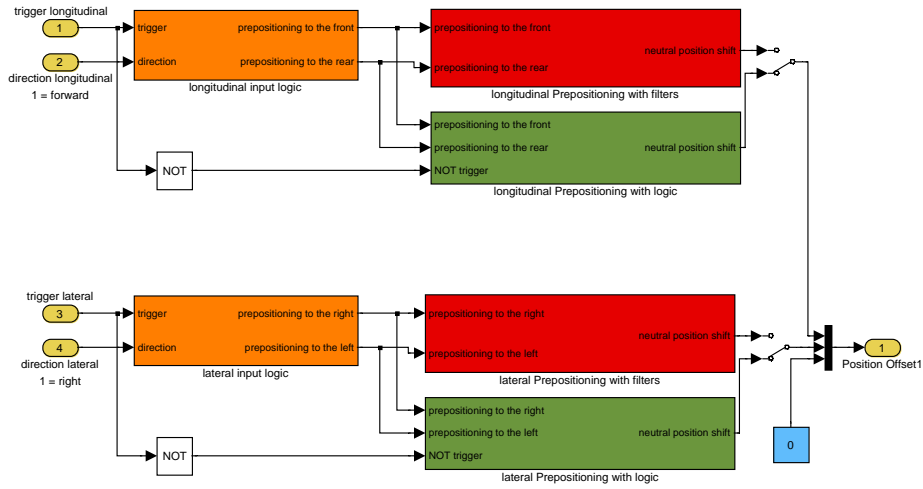 trigger longitudinal
1
trigger
prepositioning to the front
prepositioning to the front
neutral position shift
2
direction
prepositioning to the rear
prepositioning to the rear
direction longitudinal
1 = forward
longitudinal input logic
longitudinal Prepositioning with filters
prepositioning to the front
prepositioning to the rear
neutral position shift
NOT
NOT trigger
longitudinal Prepositioning with logic
trigger lateral
3
trigger
prepositioning to the right
prepositioning to the right
neutral position shift
4
direction
prepositioning to the left
prepositioning to the left
1
direction lateral
1 = right
lateral input logic
lateral Prepositioning with filters
Position Offset1
prepositioning to the right
prepositioning to the left
neutral position shift
0
NOT
NOT trigger
lateral Prepositioning with logic